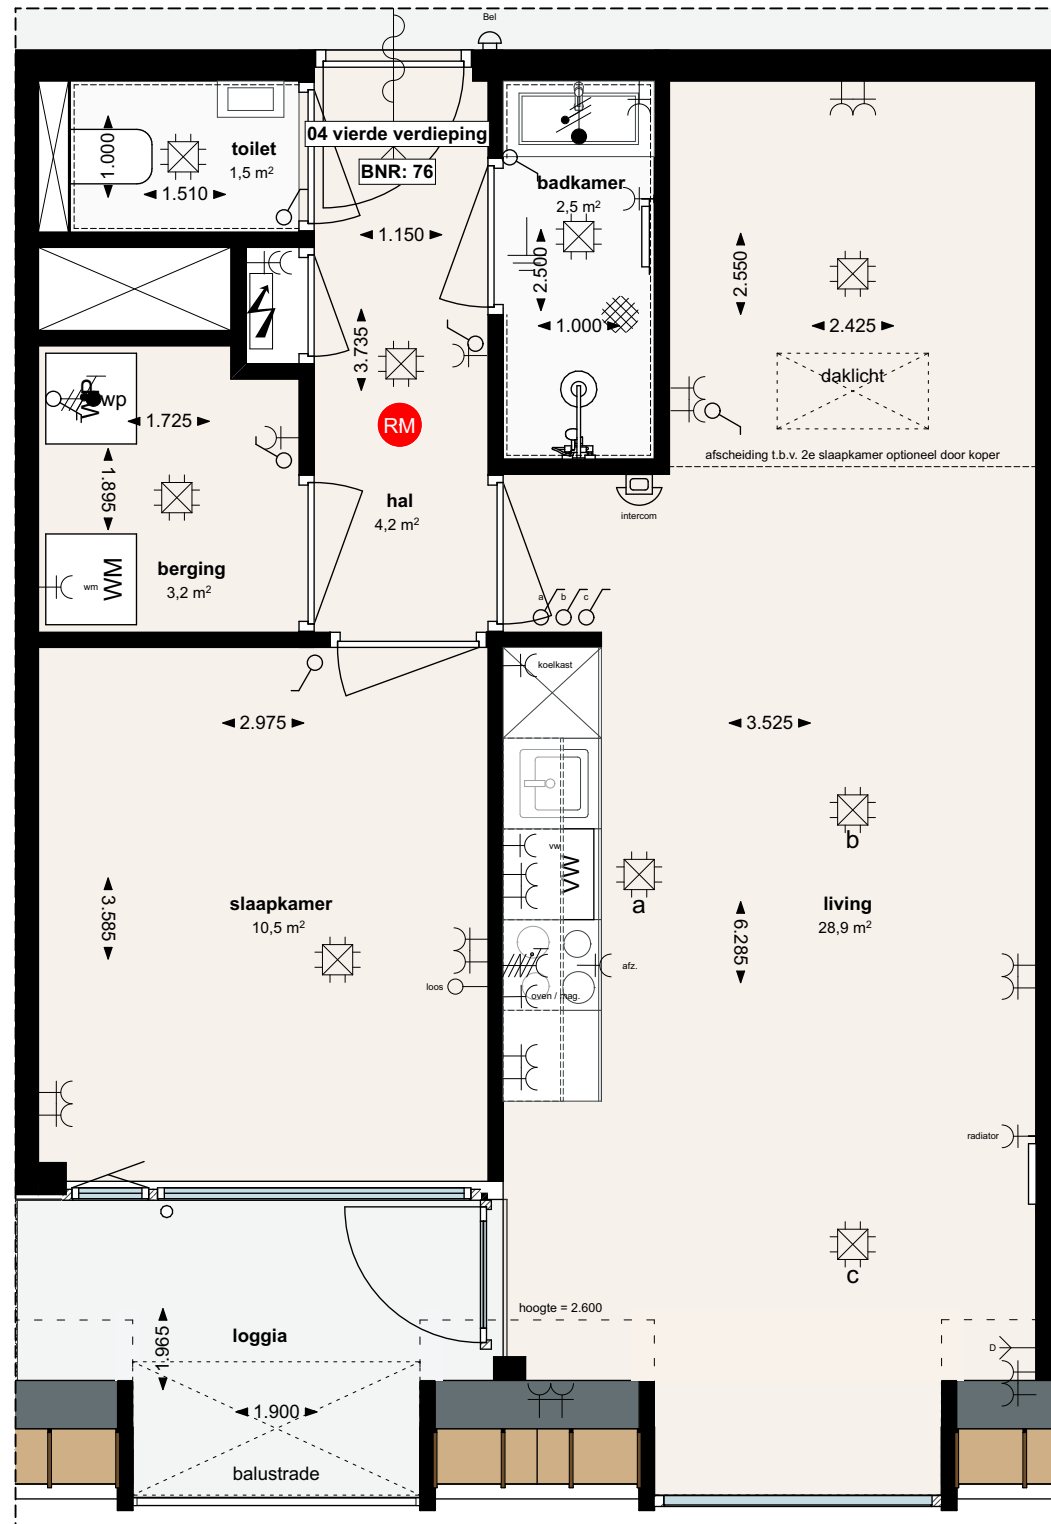 Bel
04 vierde verdieping
BNR: 76
toilet
1,5 m²
1.000
1.510
1.150
badkamer
2,5 m²
2.500
1.000
2.550
2.425
daklicht
afscheiding t.b.v. 2e slaapkamer optioneel door koper
3.735
RM
WP
wp
1.725
1.895
hal
4,2 m²
intercom
berging
3,2 m²
wm
WM
a
b
c
koelkast
2.975
3.525
vw
VW
a
b
slaapkamer
10,5 m²
3.585
living
28,9 m²
6.285
afz.
loos
oven / mag.
radiator
c
hoogte = 2.600
loggia
1.965
D
1.900
balustrade